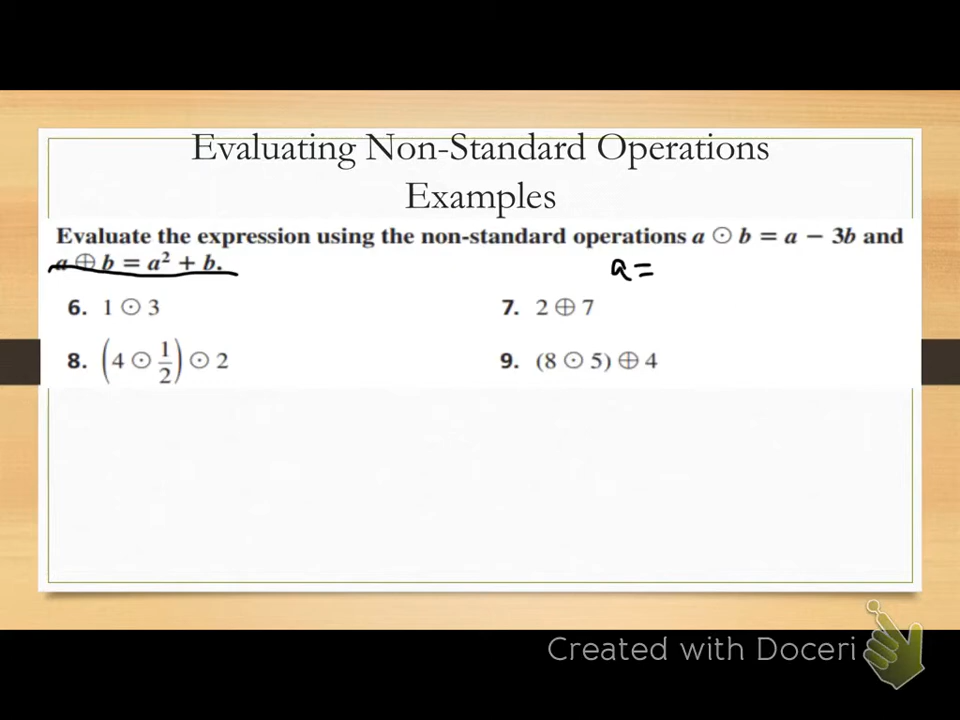 Evaluating Non-Standard Operations
Examples
Evaluate the expression using the non-standard operations a ⊙ b = a − 3b and
a ⊕ b = a² + b.
a =
6. 1 ⊙ 3
7. 2 ⊕ 7
8. (4 ⊙ 1/2) ⊙ 2
9. (8 ⊙ 5) ⊕ 4
Created with Doceri